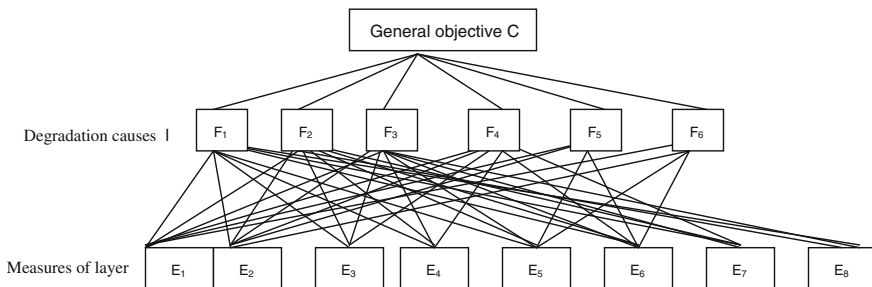 General objective C
Degradation causes I
F1 F2 F3 F4 F5 F6
Measures of layer
E1 E2 E3 E4 E5 E6 E7 E8